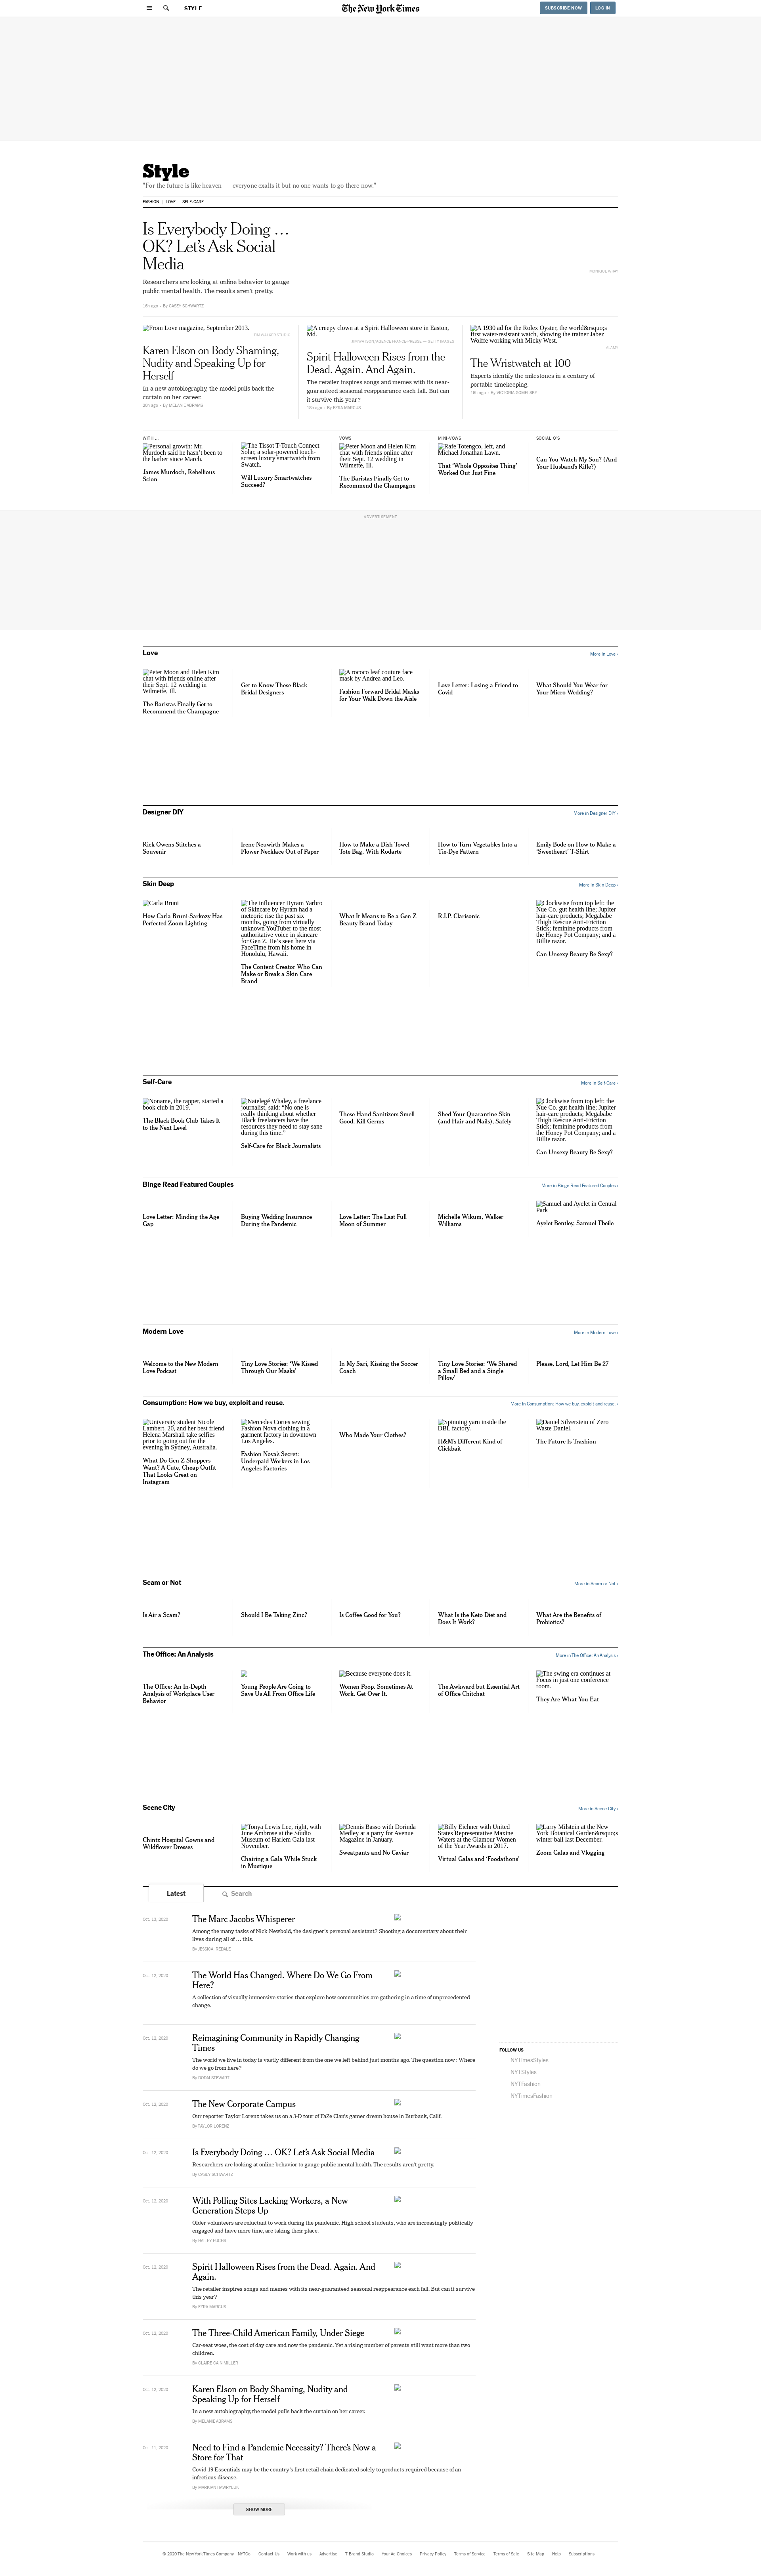 STYLE
The New York Times
SUBSCRIBE NOW
LOG IN
Style
“For the future is like heaven — everyone exalts it but no one wants to go there now.”
FASHION
LOVE
SELF-CARE
Is Everybody Doing …
OK? Let’s Ask Social
Media
Researchers are looking at online behavior to gauge
public mental health. The results aren’t pretty.
By CASEY SCHWARTZ
From Love magazine, September 2013.
TIM WALKER STUDIO
Karen Elson on Body Shaming,
Nudity and Speaking Up for
Herself
In a new autobiography, the model pulls back the
curtain on her career.
By MELANIE ABRAMS
A creepy clown at a Spirit Halloween store in Easton,
Md.
Spirit Halloween Rises from the
Dead. Again. And Again.
The retailer inspires songs and memes with its near-
guaranteed seasonal reappearance each fall. But can
it survive this year?
By EZRA MARCUS
A 1930 ad for the Rolex Oyster, the world&rsquo;s
first water-resistant watch, showing the trainer Jabez
Wolffe working with Micky West.
ALAMY
The Wristwatch at 100
Experts identify the milestones in a century of
portable timekeeping.
By VICTORIA GOMELSKY
WITH …
Personal growth: Mr.
Murdoch said he hasn’t been to
the barber since March.
James Murdoch, Rebellious
Scion
The Tissot T-Touch Connect
Solar, a solar-powered touch-
screen luxury smartwatch from
Swatch.
Will Luxury Smartwatches
Succeed?
VOWS
Peter Moon and Helen Kim
chat with friends online after
their Sept. 12 wedding in
Wilmette, Ill.
The Baristas Finally Get to
Recommend the Champagne
MINI-VOWS
Rafe Totengco, left, and
Michael Jonathan Lawn.
That ‘Whole Opposites Thing’
Worked Out Just Fine
SOCIAL Q’S
Can You Watch My Son? (And
Your Husband’s Rifle?)
ADVERTISEMENT
Love
More in Love ›
Peter Moon and Helen Kim
chat with friends online after
their Sept. 12 wedding in
Wilmette, Ill.
The Baristas Finally Get to
Recommend the Champagne
Get to Know These Black
Bridal Designers
A rococo leaf couture face
mask by Andrea and Leo.
Fashion Forward Bridal Masks
for Your Walk Down the Aisle
Love Letter: Losing a Friend to
Covid
What Should You Wear for
Your Micro Wedding?
Designer DIY
More in Designer DIY ›
Rick Owens Stitches a
Souvenir
Irene Neuwirth Makes a
Flower Necklace Out of Paper
How to Make a Dish Towel
Tote Bag, With Rodarte
How to Turn Vegetables Into a
Tie-Dye Pattern
Emily Bode on How to Make a
‘Sweetheart’ T-Shirt
Skin Deep
More in Skin Deep ›
Carla Bruni
How Carla Bruni-Sarkozy Has
Perfected Zoom Lighting
The influencer Hyram Yarbro
of Skincare by Hyram had a
meteroric rise the past six
months, going from virtually
unknown YouTube to the most
authoritative voice in skincare
for Gen Z. He’s seen here via
FaceTime from his home in
Honolulu, Hawaii.
The Content Creator Who Can
Make or Break a Skin Care
Brand
What It Means to Be a Gen Z
Beauty Brand Today
R.I.P. Clarisonic
Clockwise from top left: the
Nue Co. gut health line; Jupiter
hair-care products; Megababe
Thigh Rescue Anti-Friction
Stick; feminine products from
the Honey Pot Company; and a
Billie razor.
Can Unsexy Beauty Be Sexy?
Self-Care
More in Self-Care ›
Noname, the rapper, started a
book club in 2019.
The Black Book Club Takes It
to the Next Level
Natelegé Whaley, a freelance
journalist, said: “No one is
really thinking about whether
Black freelancers have the
resources they need to stay sane
during this time.”
Self-Care for Black Journalists
These Hand Sanitizers Smell
Good, Kill Germs
Shed Your Quarantine Skin
(and Hair and Nails), Safely
Clockwise from top left: the
Nue Co. gut health line; Jupiter
hair-care products; Megababe
Thigh Rescue Anti-Friction
Stick; feminine products from
the Honey Pot Company; and a
Billie razor.
Can Unsexy Beauty Be Sexy?
Binge Read Featured Couples
More in Binge Read Featured Couples ›
Love Letter: Minding the Age
Gap
Buying Wedding Insurance
During the Pandemic
Love Letter: The Last Full
Moon of Summer
Michelle Wikum, Walker
Williams
Samuel and Ayelet in Central
Park
Ayelet Bentley, Samuel Theile
Modern Love
More in Modern Love ›
Welcome to the New Modern
Love Podcast
Tiny Love Stories: ‘We Kissed
Through Our Masks’
In My Sari, Kissing the Soccer
Coach
Tiny Love Stories: ‘We Shared
a Small Bed and a Single
Pillow’
Please, Lord, Let Him Be 27
Consumption: How we buy, exploit and reuse.
More in Consumption: How we buy, exploit and reuse. ›
University student Nicole
Lambert, 20, and her best friend
Helena Marshall take selfies
prior to going out for the
evening in Sydney, Australia.
What Do Gen Z Shoppers
Want? A Cute, Cheap Outfit
That Looks Great on
Instagram
Mercedes Cortes sewing
Fashion Nova clothing in a
garment factory in downtown
Los Angeles.
Fashion Nova’s Secret:
Underpaid Workers in Los
Angeles Factories
Who Made Your Clothes?
Spinning yarn inside the
DBL factory.
H&M’s Different Kind of
Clickbait
Daniel Silverstein of Zero
Waste Daniel.
The Future Is Trashion
Scam or Not
More in Scam or Not ›
Is Air a Scam?
Should I Be Taking Zinc?
Is Coffee Good for You?
What Is the Keto Diet and
Does It Work?
What Are the Benefits of
Probiotics?
The Office: An Analysis
More in The Office: An Analysis ›
The Office: An In-Depth
Analysis of Workplace User
Behavior
Young People Are Going to
Save Us All From Office Life
Because everyone does it.
Women Poop. Sometimes At
Work. Get Over It.
The Awkward but Essential Art
of Office Chitchat
The swing era continues at
Focus in just one conference
room.
They Are What You Eat
Scene City
More in Scene City ›
Chintz Hospital Gowns and
Wildflower Dresses
Tonya Lewis Lee, right, with
June Ambrose at the Studio
Museum of Harlem Gala last
November.
Chairing a Gala While Stuck
in Mustique
Dennis Basso with Dorinda
Medley at a party for Avenue
Magazine in January.
Sweatpants and No Caviar
Billy Eichner with United
States Representative Maxine
Waters at the Glamour Women
of the Year Awards in 2017.
Virtual Galas and ‘Foodathons’
Larry Milstein at the New
York Botanical Garden&rsquo;s
winter ball last December.
Zoom Galas and Vlogging
Latest
Search
Oct. 13, 2020
The Marc Jacobs Whisperer
Among the many tasks of Nick Newbold, the designer’s personal assistant? Shooting a documentary about their
lives during all of … this.
By JESSICA IREDALE
Oct. 12, 2020
The World Has Changed. Where Do We Go From
Here?
A collection of visually immersive stories that explore how communities are gathering in a time of unprecedented
change.
Oct. 12, 2020
Reimagining Community in Rapidly Changing
Times
The world we live in today is vastly different from the one we left behind just months ago. The question now: Where
do we go from here?
By DODAI STEWART
Oct. 12, 2020
The New Corporate Campus
Our reporter Taylor Lorenz takes us on a 3-D tour of FaZe Clan’s gamer dream house in Burbank, Calif.
By TAYLOR LORENZ
Oct. 12, 2020
Is Everybody Doing … OK? Let’s Ask Social Media
Researchers are looking at online behavior to gauge public mental health. The results aren’t pretty.
By CASEY SCHWARTZ
Oct. 12, 2020
With Polling Sites Lacking Workers, a New
Generation Steps Up
Older volunteers are reluctant to work during the pandemic. High school students, who are increasingly politically
engaged and have more time, are taking their place.
By HAILEY FUCHS
Oct. 12, 2020
Spirit Halloween Rises from the Dead. Again. And
Again.
The retailer inspires songs and memes with its near-guaranteed seasonal reappearance each fall. But can it survive
this year?
By EZRA MARCUS
Oct. 12, 2020
The Three-Child American Family, Under Siege
Car-seat woes, the cost of day care and now the pandemic. Yet a rising number of parents still want more than two
children.
By CLAIRE CAIN MILLER
Oct. 12, 2020
Karen Elson on Body Shaming, Nudity and
Speaking Up for Herself
In a new autobiography, the model pulls back the curtain on her career.
By MELANIE ABRAMS
Oct. 11, 2020
Need to Find a Pandemic Necessity? There’s Now a
Store for That
Covid-19 Essentials may be the country’s first retail chain dedicated solely to products required because of an
infectious disease.
SHOW MORE
FOLLOW US
NYTimesStyles
NYTStyles
NYTFashion
NYTimesFashion
© 2020 The New York Times Company
NYTCo
Contact Us
Work with us
Advertise
T Brand Studio
Your Ad Choices
Privacy Policy
Terms of Service
Terms of Sale
Site Map
Help
Subscriptions